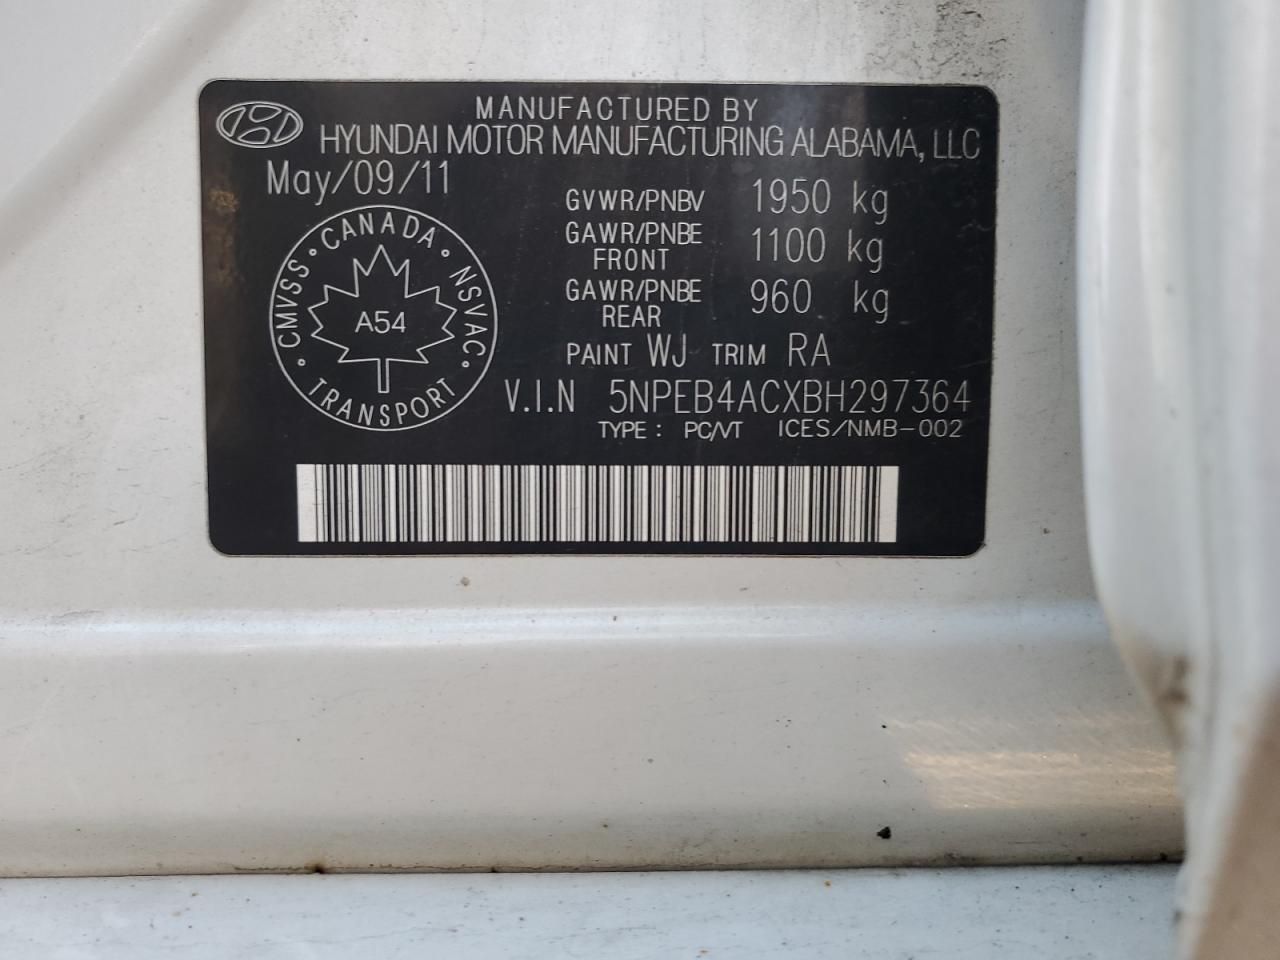 MANUFACTURED BY
HYUNDAI MOTOR MANUFACTURING ALABAMA, LLC
May/09/11
GVWR/PNBV 1950 kg
GAWR/PNBE FRONT 1100 kg
GAWR/PNBE REAR 960 kg
PAINT WJ TRIM RA
V.I.N 5NPEB4ACXBH297364
TYPE: PC/VT ICES/NMB-002
CANADA
CMVSS • NSVAC
A54
TRANSPORT